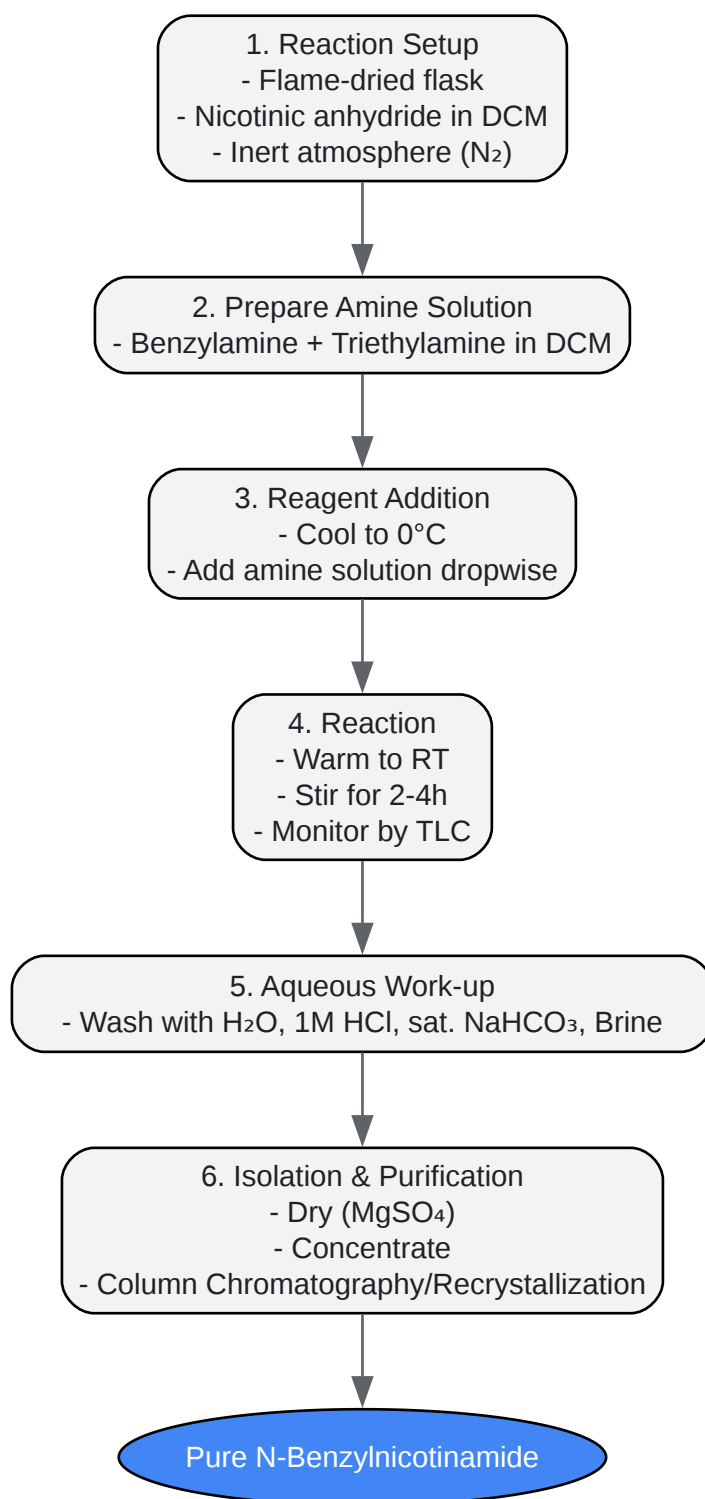 1. Reaction Setup
- Flame-dried flask
- Nicotinic anhydride in DCM
- Inert atmosphere (N₂)
2. Prepare Amine Solution
- Benzylamine + Triethylamine in DCM
3. Reagent Addition
- Cool to 0°C
- Add amine solution dropwise
4. Reaction
- Warm to RT
- Stir for 2-4h
- Monitor by TLC
5. Aqueous Work-up
- Wash with H₂O, 1M HCl, sat. NaHCO₃, Brine
6. Isolation & Purification
- Dry (MgSO₄)
- Concentrate
- Column Chromatography/Recrystallization
Pure N-Benzylnicotinamide